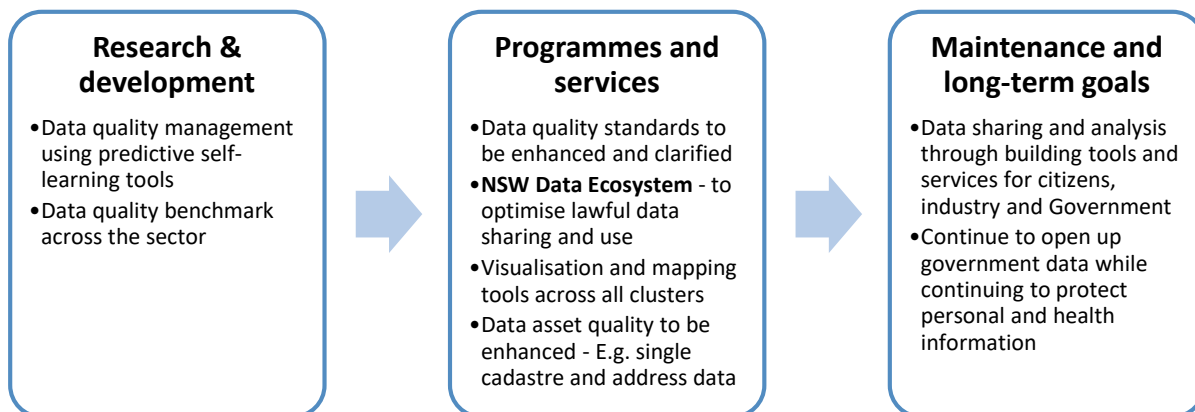 Research &
development
•Data quality management
using predictive self-
learning tools
•Data quality benchmark
across the sector
Programmes and
services
•Data quality standards to
be enhanced and clarified
•NSW Data Ecosystem - to
optimise lawful data
sharing and use
•Visualisation and mapping
tools across all clusters
•Data asset quality to be
enhanced - E.g. single
cadastre and address data
Maintenance and
long-term goals
•Data sharing and analysis
through building tools and
services for citizens,
industry and Government
•Continue to open up
government data while
continuing to protect
personal and health
information